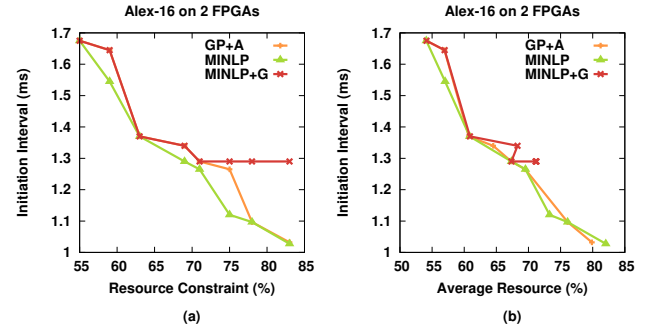 Alex-16 on 2 FPGAs
1.7
1.6
1.5
1.4
1.3
1.2
1.1
1
Initiation Interval (ms)
GP+A
MINLP
MINLP+G
55 60 65 70 75 80 85
Resource Constraint (%)
(a)
Alex-16 on 2 FPGAs
1.7
1.6
1.5
1.4
1.3
1.2
1.1
1
Initiation Interval (ms)
GP+A
MINLP
MINLP+G
50 55 60 65 70 75 80 85
Average Resource (%)
(b)